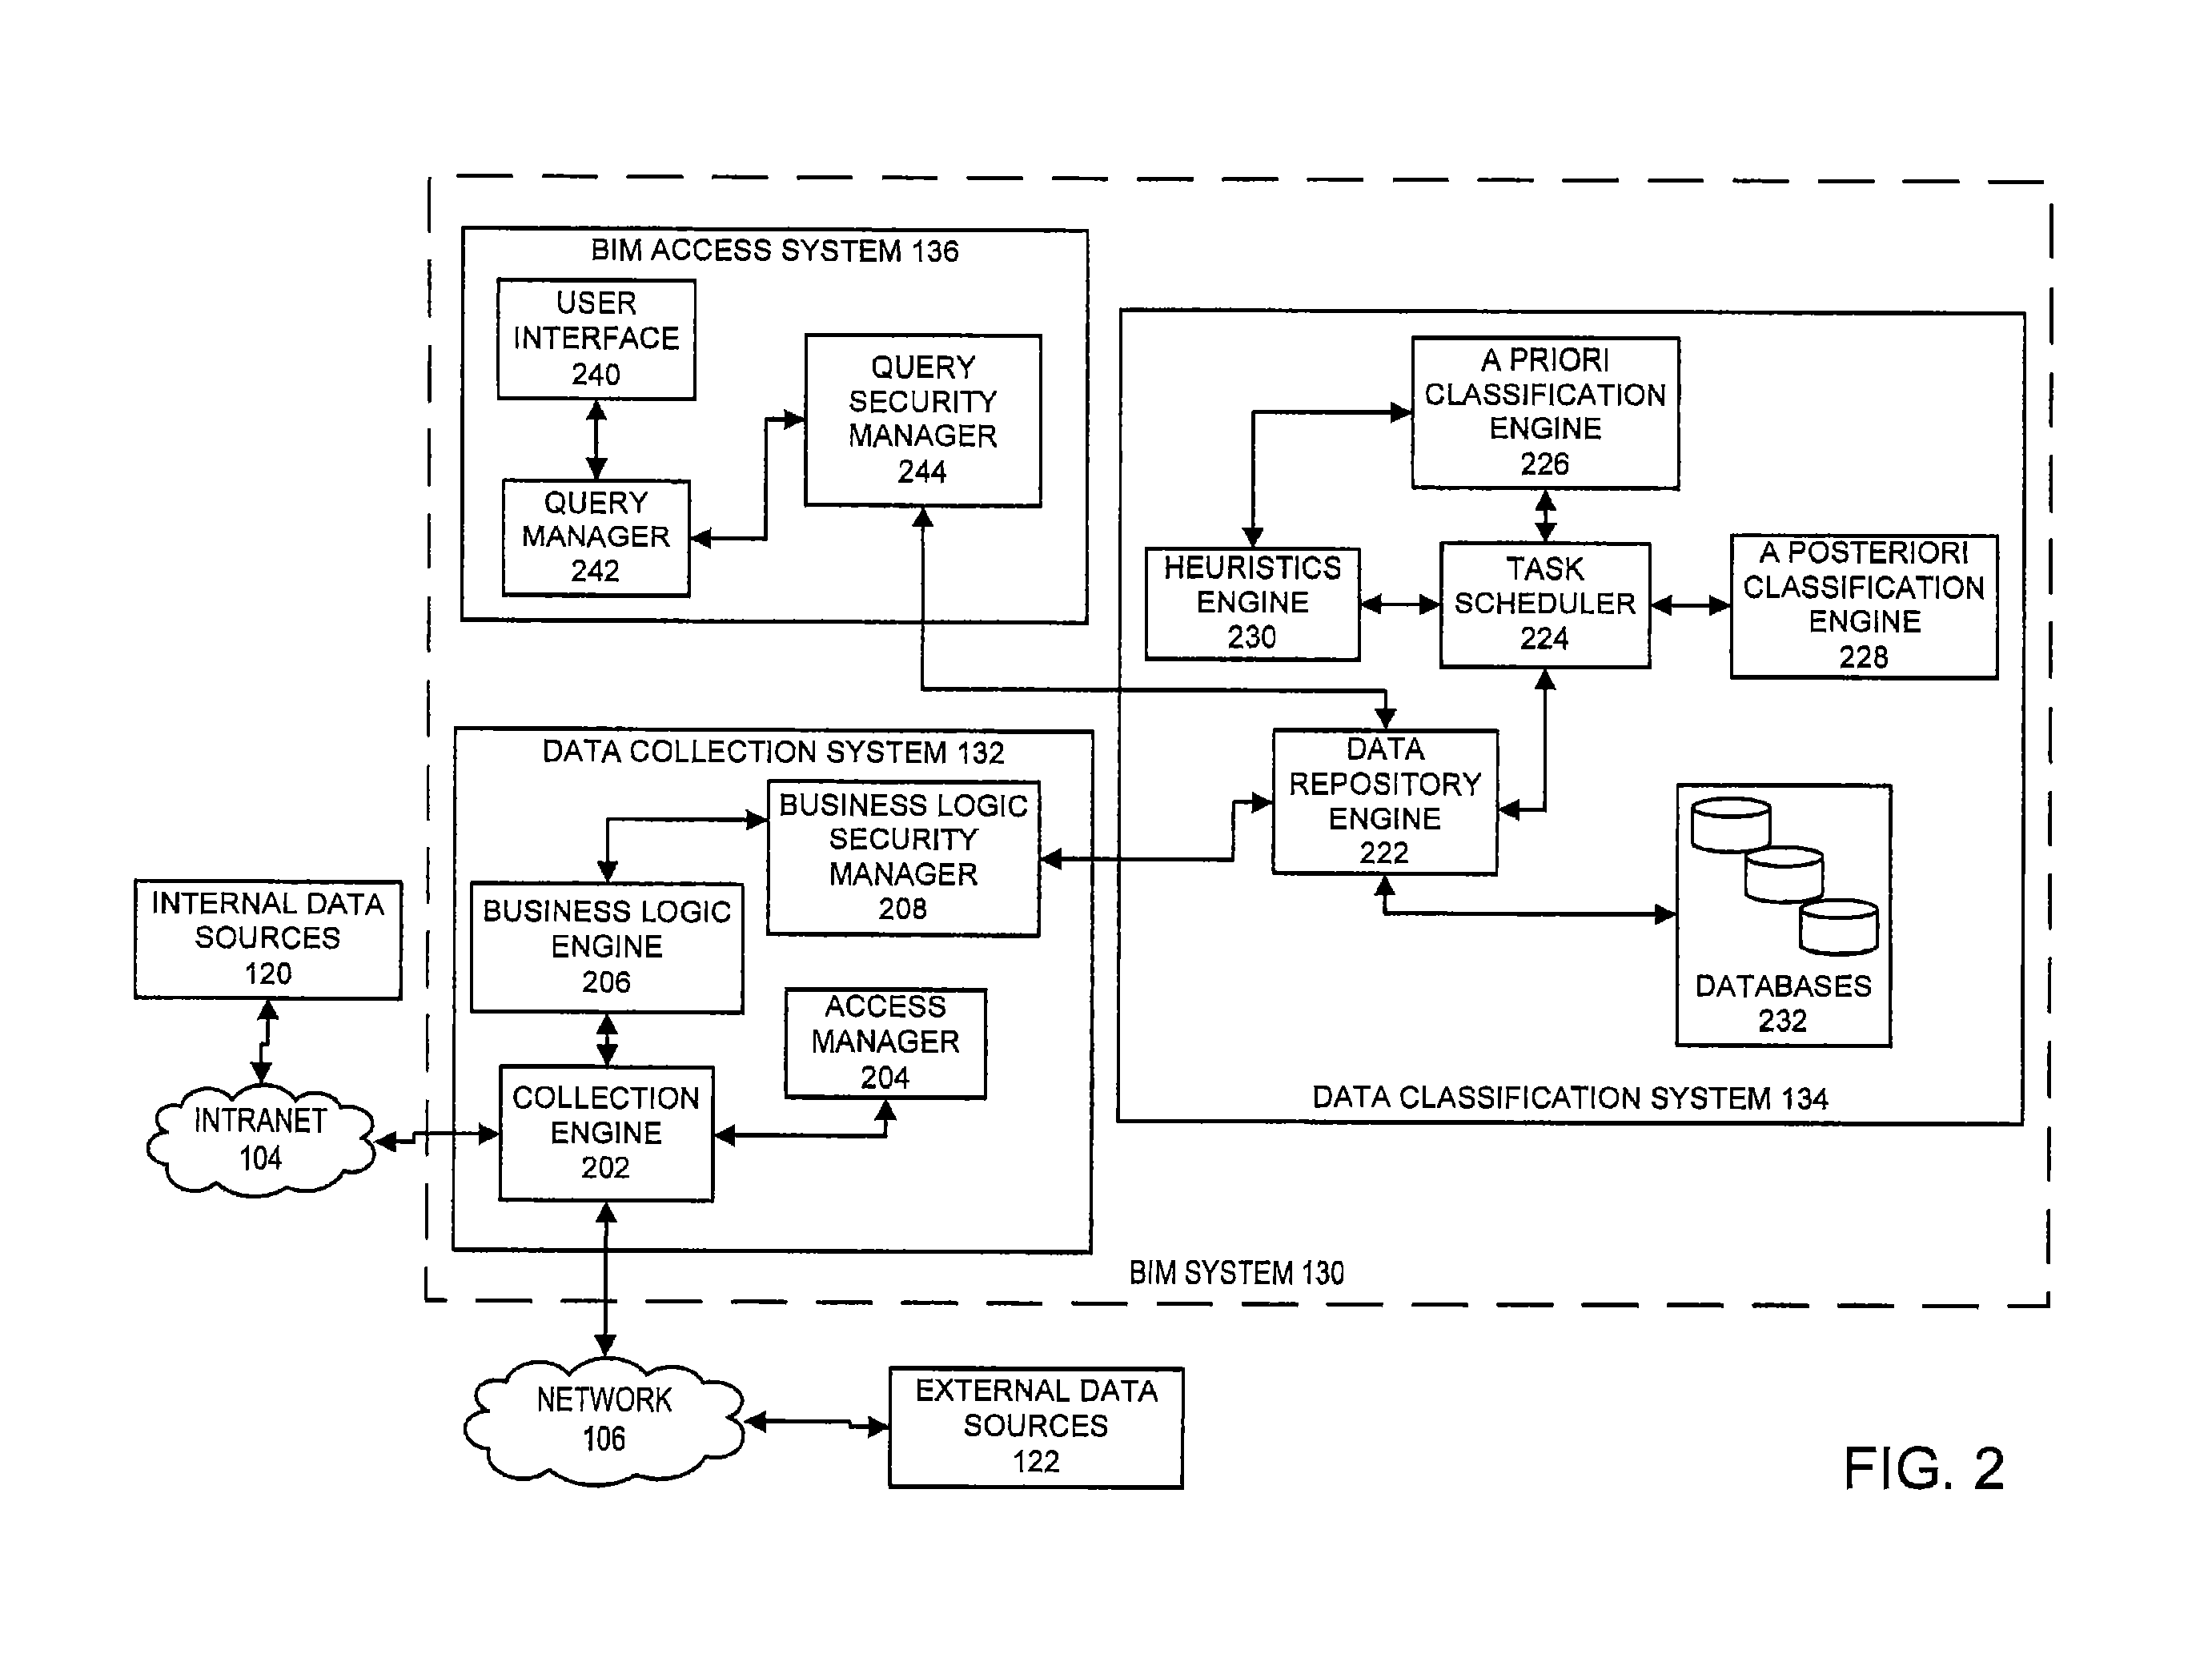 BIM ACCESS SYSTEM 136
USER
INTERFACE
240
QUERY
MANAGER
242
QUERY
SECURITY
MANAGER
244
A PRIORI
CLASSIFICATION
ENGINE
226
HEURISTICS
ENGINE
230
TASK
SCHEDULER
224
A POSTERIORI
CLASSIFICATION
ENGINE
228
DATA
REPOSITORY
ENGINE
222
DATABASES
232
DATA CLASSIFICATION SYSTEM 134
DATA COLLECTION SYSTEM 132
BUSINESS LOGIC
SECURITY
MANAGER
208
BUSINESS LOGIC
ENGINE
206
ACCESS
MANAGER
204
COLLECTION
ENGINE
202
INTERNAL DATA
SOURCES
120
INTRANET
104
BIM SYSTEM 130
NETWORK
106
EXTERNAL DATA
SOURCES
122
FIG. 2